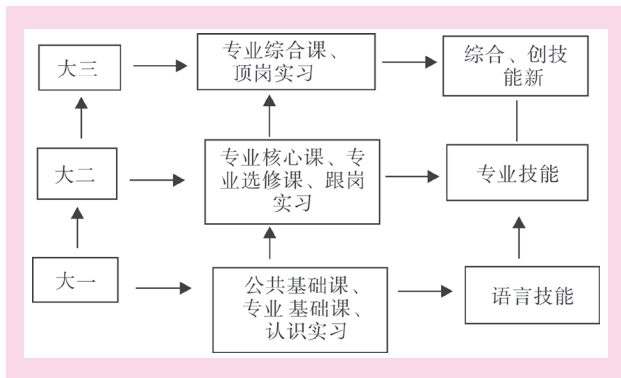 大三
专业综合课、
顶岗实习
综合、创技
能新
大二
专业核心课、专
业选修课、跟岗
实习
专业技能
大一
公共基础课、
专业 基础课、
认识实习
语言技能